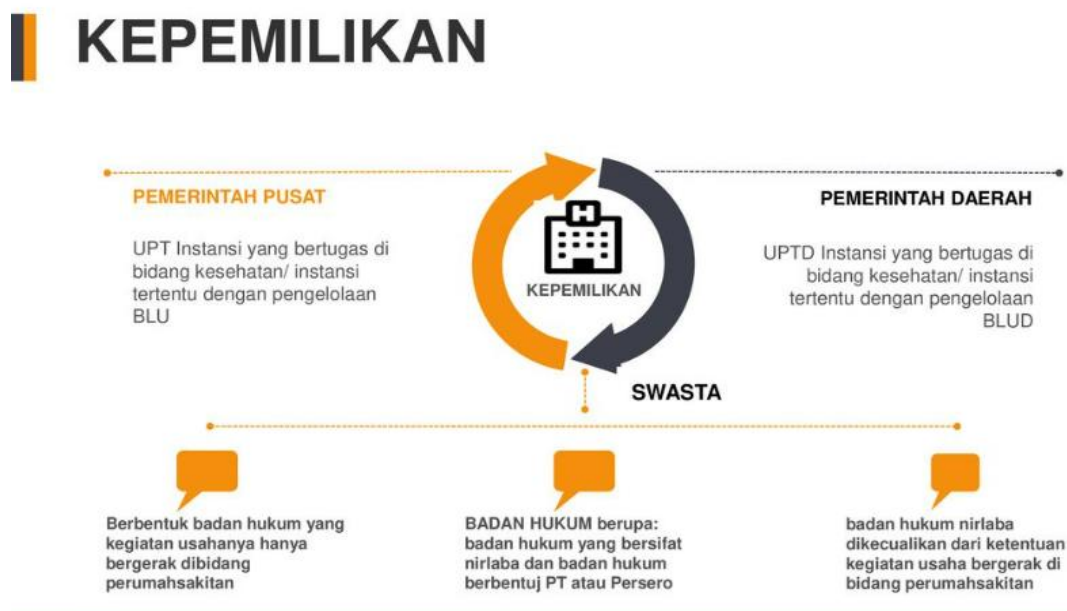 KEPEMILIKAN
PEMERINTAH PUSAT
UPT Instansi yang bertugas di
bidang kesehatan/ instansi
tertentu dengan pengelolaan
BLU
H
KEPEMILIKAN
PEMERINTAH DAERAH
UPTD Instansi yang bertugas di
bidang kesehatan/ instansi
tertentu dengan pengelolaan
BLUD
SWASTA
Berbentuk badan hukum yang
kegiatan usahanya hanya
bergerak dibidang
perumahsakitan
BADAN HUKUM berupa:
badan hukum yang bersifat
nirlaba dan badan hukum
berbentuj PT atau Persero
badan hukum nirlaba
dikecualikan dari ketentuan
kegiatan usaha bergerak di
bidang perumahsakitan